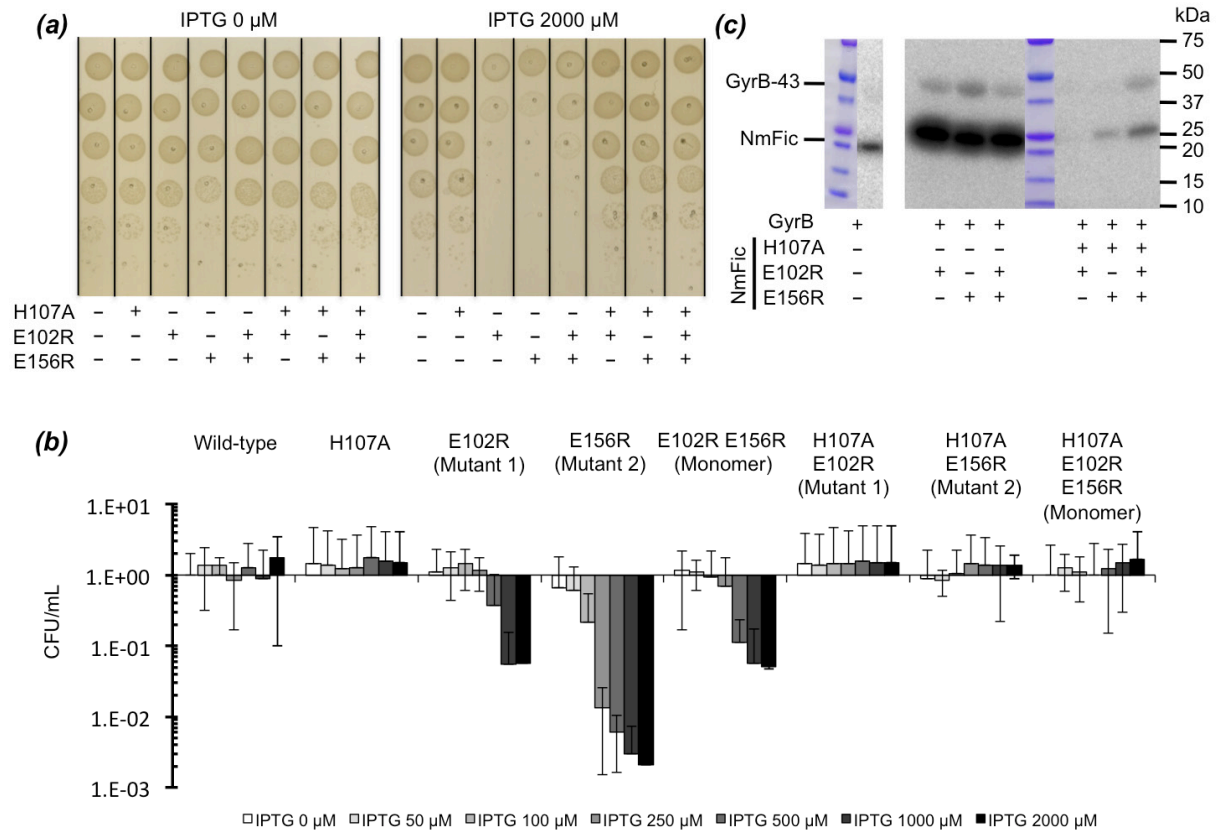 (a)
IPTG 0 µM
IPTG 2000 µM
H107A – + – – – + + +
E102R – – + – + + – +
E156R – – – + + – + +
– + – – – + + +
– – + – + + – +
– – – + + – + +
(c)
kDa
75
50
37
25
20
15
10
GyrB-43
NmFic
GyrB + + + + + + +
NmFic
H107A – – – – + + +
E102R – + – + + – +
E156R – – + + – + +
(b)
Wild-type
H107A
E102R
(Mutant 1)
E156R
(Mutant 2)
E102R E156R
(Monomer)
H107A
E102R
(Mutant 1)
H107A
E156R
(Mutant 2)
H107A
E102R
E156R
(Monomer)
CFU/mL
1.E+01
1.E+00
1.E-01
1.E-02
1.E-03
IPTG 0 µM IPTG 50 µM IPTG 100 µM IPTG 250 µM IPTG 500 µM IPTG 1000 µM IPTG 2000 µM